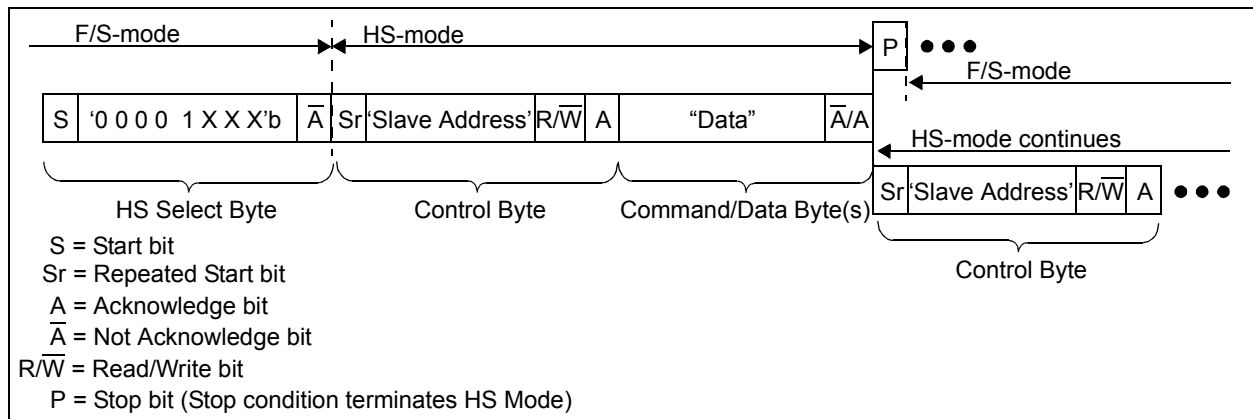 F/S-mode HS-mode
P
F/S-mode
S ‘0 0 0 0 1 X X X’b A̅ Sr ‘Slave Address’ R/W̅ A “Data” A̅/A
HS-mode continues
Sr ‘Slave Address’ R/W̅ A
HS Select Byte Control Byte Command/Data Byte(s)
Control Byte
S = Start bit
Sr = Repeated Start bit
A = Acknowledge bit
A̅ = Not Acknowledge bit
R/W̅ = Read/Write bit
P = Stop bit (Stop condition terminates HS Mode)